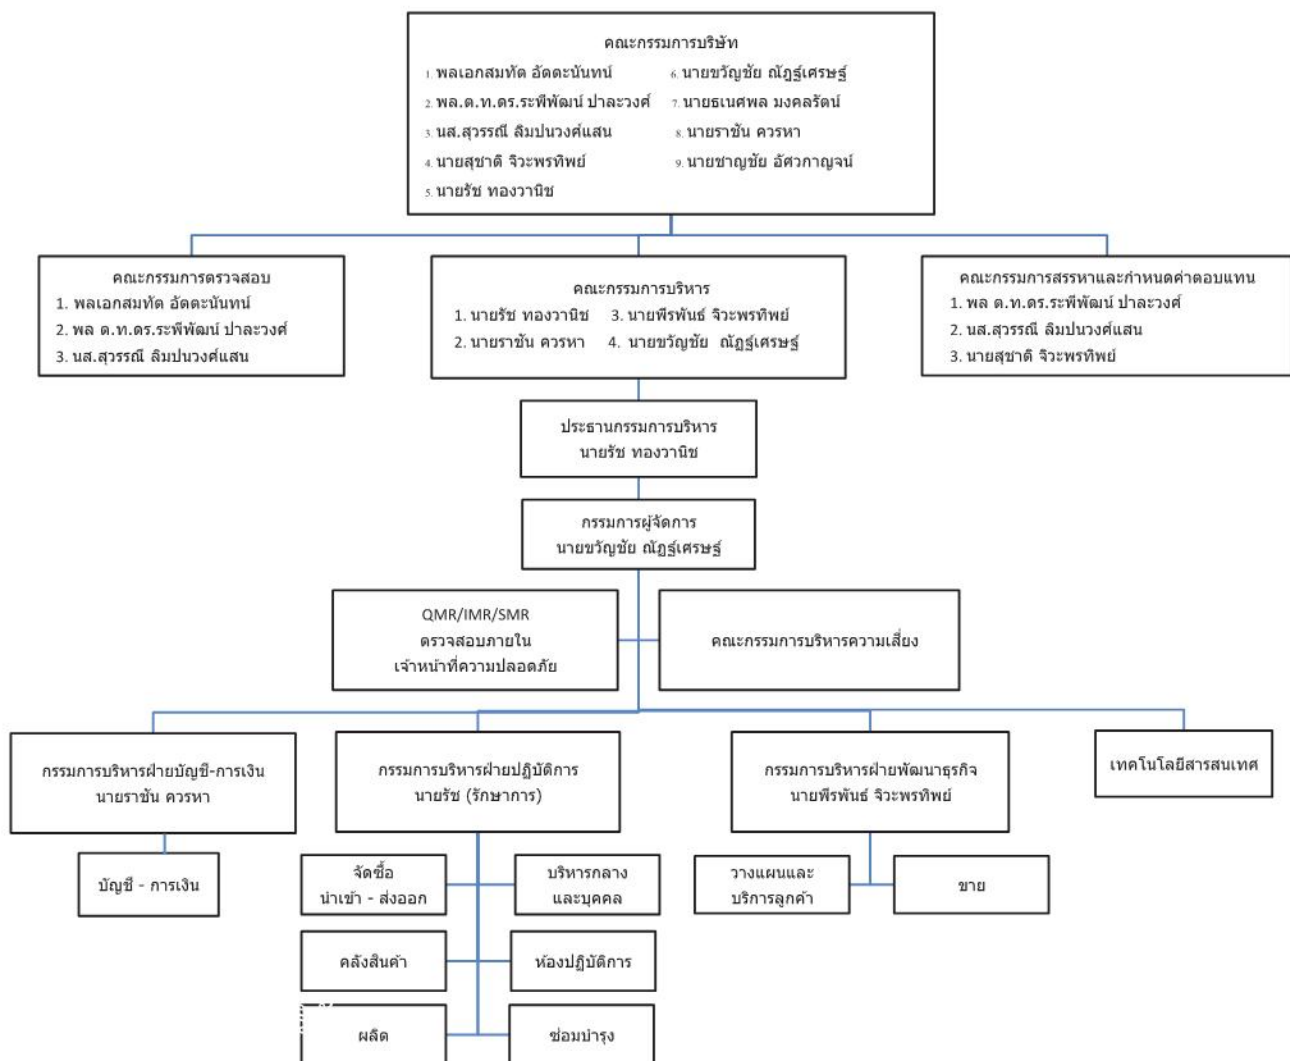 คณะกรรมการบริษัท
1. พลเอกสมทัต อัตตะนันทน์
2. พล.ต.ท.ดร.ระพีพัฒน์ ปาละวงศ์
3. นส.สุวรรณี ลิมปนวงศ์แสน
4. นายสุชาติ จิวะพรทิพย์
5. นายรัช ทองวานิช
6. นายขวัญชัย ณัฏฐ์เศรษฐ์
7. นายธเนศพล มงคลรัตน์
8. นายราชัน ควรหา
9. นายชาญชัย อัศวกาญจน์
คณะกรรมการตรวจสอบ
1. พลเอกสมทัต อัตตะนันทน์
2. พล ต.ท.ดร.ระพีพัฒน์ ปาละวงศ์
3. นส.สุวรรณี ลิมปนวงศ์แสน
คณะกรรมการบริหาร
1. นายรัช ทองวานิช 3. นายพีรพันธ์ จิวะพรทิพย์
2. นายราชัน ควรหา 4. นายขวัญชัย ณัฏฐ์เศรษฐ์
คณะกรรมการสรรหาและกำหนดค่าตอบแทน
1. พล ต.ท.ดร.ระพีพัฒน์ ปาละวงศ์
2. นส.สุวรรณี ลิมปนวงศ์แสน
3. นายสุชาติ จิวะพรทิพย์
ประธานกรรมการบริหาร
นายรัช ทองวานิช
กรรมการผู้จัดการ
นายขวัญชัย ณัฏฐ์เศรษฐ์
QMR/IMR/SMR
ตรวจสอบภายใน
เจ้าหน้าที่ความปลอดภัย
คณะกรรมการบริหารความเสี่ยง
กรรมการบริหารฝ่ายบัญชี-การเงิน
นายราชัน ควรหา
กรรมการบริหารฝ่ายปฏิบัติการ
นายรัช (รักษาการ)
กรรมการบริหารฝ่ายพัฒนาธุรกิจ
นายพีรพันธ์ จิวะพรทิพย์
เทคโนโลยีสารสนเทศ
บัญชี - การเงิน
จัดซื้อ
นำเข้า - ส่งออก
บริหารกลาง
และบุคคล
วางแผนและ
บริการลูกค้า
ขาย
คลังสินค้า
ห้องปฏิบัติการ
ผลิต
ซ่อมบำรุง